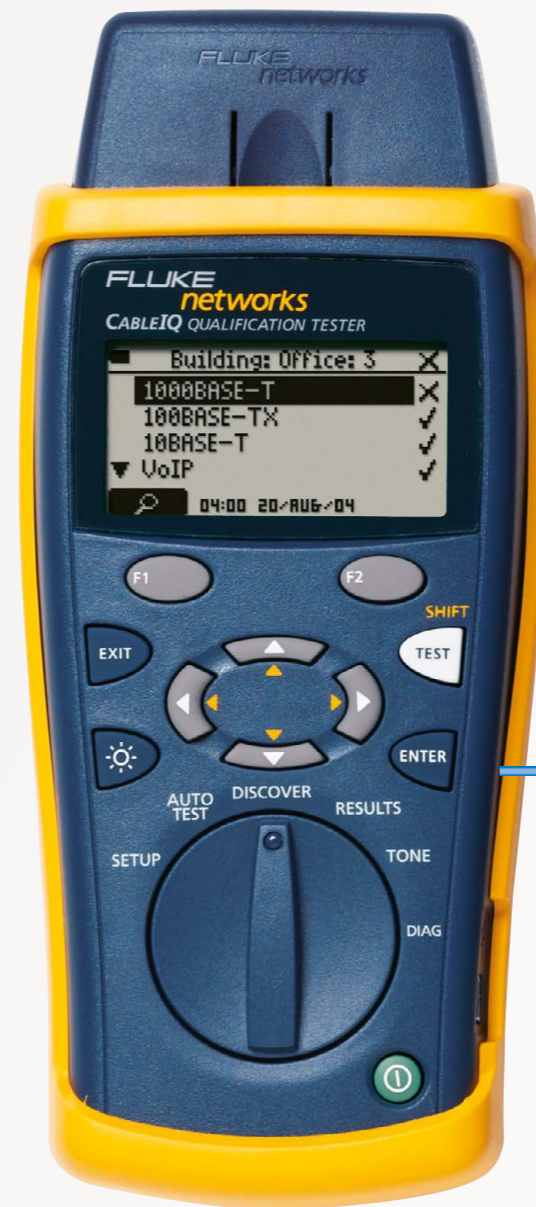 FLUKE
networks
FLUKE
networks
CABLEIQ QUALIFICATION TESTER
Building: Office: 3
1000BASE-T
100BASE-TX
10BASE-T
VoIP
04:00 20/AUG/04
F1 F2
SHIFT
EXIT TEST
ENTER
AUTO TEST DISCOVER RESULTS
SETUP TONE
DIAG